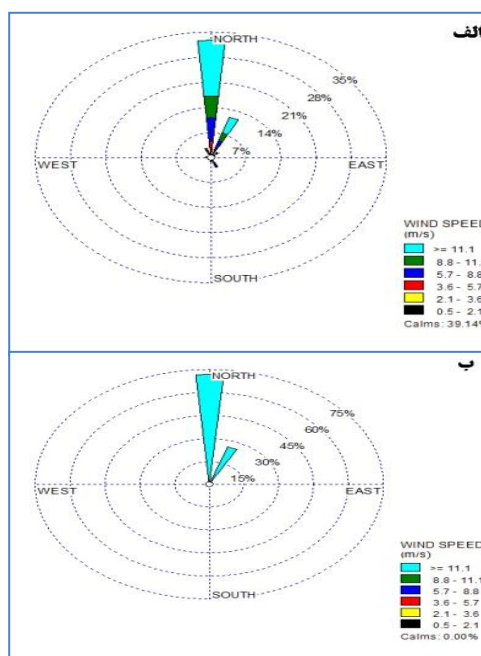 الف
NORTH
35%
28%
21%
14%
7%
WEST
EAST
SOUTH
WIND SPEED
(m/s)
>= 11.1
8.8 - 11.
5.7 - 8.8
3.6 - 5.7
2.1 - 3.6
0.5 - 2.1
Calms: 39.14%
ب
NORTH
75%
60%
45%
30%
15%
WEST
EAST
SOUTH
WIND SPEED
(m/s)
>= 11.1
8.8 - 11.1
5.7 - 8.8
3.6 - 5.7
2.1 - 3.6
0.5 - 2.1
Calms: 0.00%